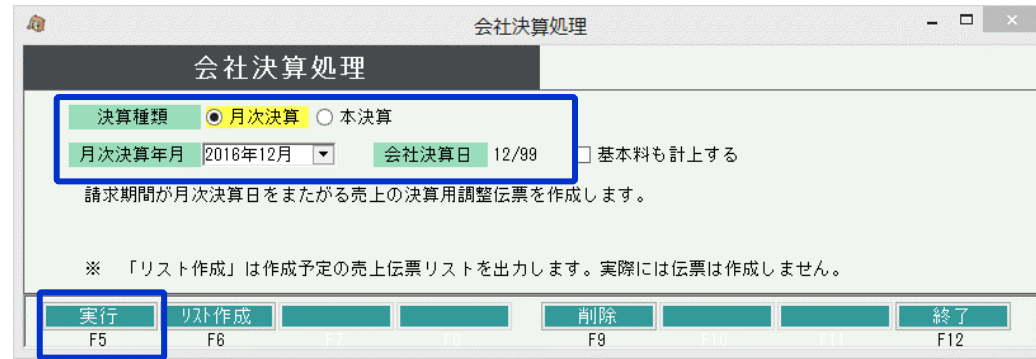 会社決算処理
会社決算処理
決算種類 月次決算 本決算
月次決算年月 2016年12月 会社決算日 12/99 基本料も計上する
請求期間が月次決算日をまたがる売上の決算用調整伝票を作成します。
※ 「リスト作成」は作成予定の売上伝票リストを出力します。実際には伝票は作成しません。
実行 リスト作成 削除 終了
F5 F6 F7 F8 F9 F10 F11 F12